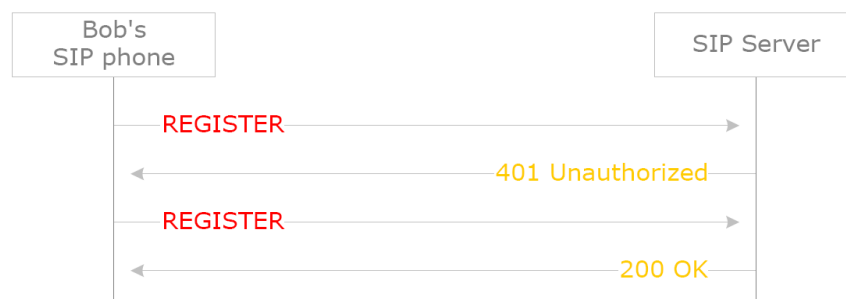 Bob's
SIP phone
SIP Server
REGISTER
401 Unauthorized
REGISTER
200 OK